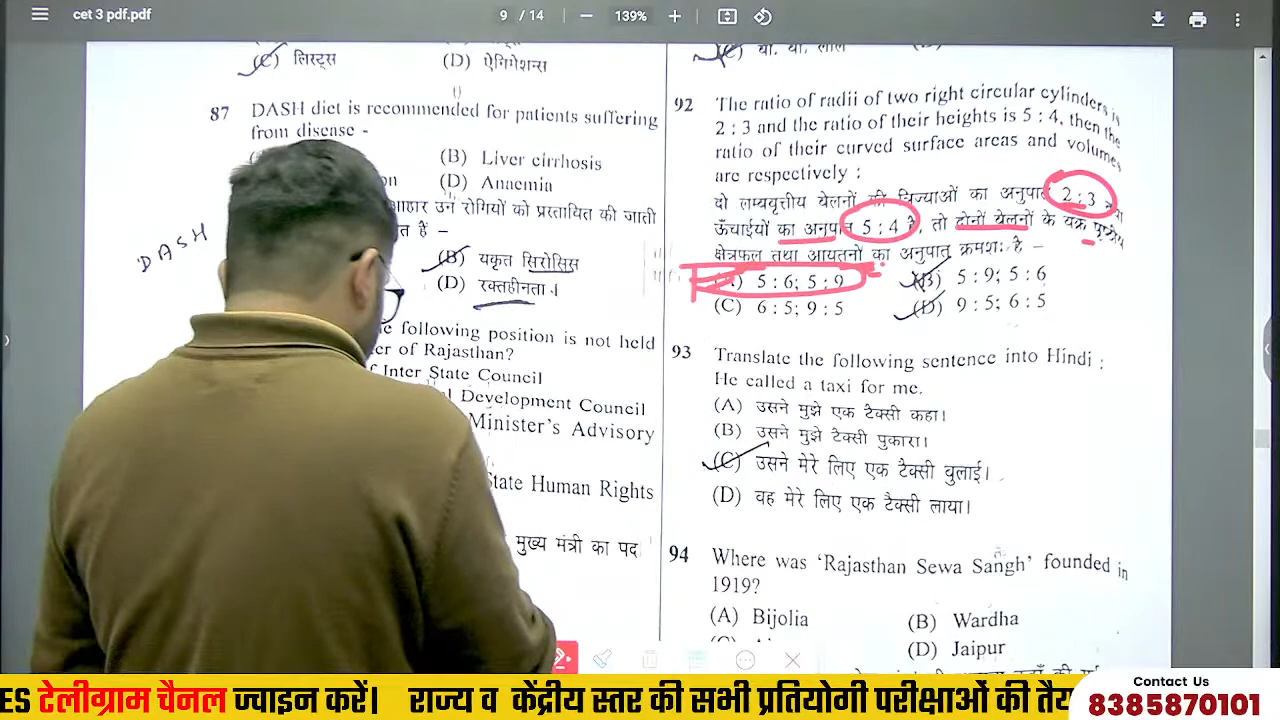 cet 3 pdf.pdf
9 / 14
139%
(C) लिस्ट्स
(D) ऐनिमेशन्स
87 DASH diet is recommended for patients suffering
from disease -
(B) Liver cirrhosis
(D) Anaemia
आहार उन रोगियों को प्रस्तावित की जाती
DASH
(B) यकृत सिरोसिस
(D) रक्तहीनता।
following position is not held
of Rajasthan?
Inter State Council
Development Council
Minister's Advisory
State Human Rights
मुख्य मंत्री का पद
92 The ratio of radii of two right circular cylinders is
2 : 3 and the ratio of their heights is 5 : 4, then the
ratio of their curved surface areas and volumes
are respectively :
दो लम्बवृत्तीय बेलनों की त्रिज्याओं का अनुपात 2 : 3 तथा
ऊँचाईयों का अनुपात 5 : 4 है, तो दोनों बेलनों के वक्र पृष्ठीय
क्षेत्रफल तथा आयतनों का अनुपात क्रमशः है –
(A) 5 : 6; 5 : 9
(B) 5 : 9; 5 : 6
(C) 6 : 5; 9 : 5
(D) 9 : 5; 6 : 5
93 Translate the following sentence into Hindi :
He called a taxi for me.
(A) उसने मुझे एक टैक्सी कहा।
(B) उसने मुझे टैक्सी पुकारा।
(C) उसने मेरे लिए एक टैक्सी बुलाई।
(D) वह मेरे लिए एक टैक्सी लाया।
94 Where was 'Rajasthan Sewa Sangh' founded in
1919?
(A) Bijolia
(B) Wardha
(D) Jaipur
ES टेलीग्राम चैनल ज्वाइन करें। राज्य व केंद्रीय स्तर की सभी प्रतियोगी परीक्षाओं की
Contact Us
8385870101